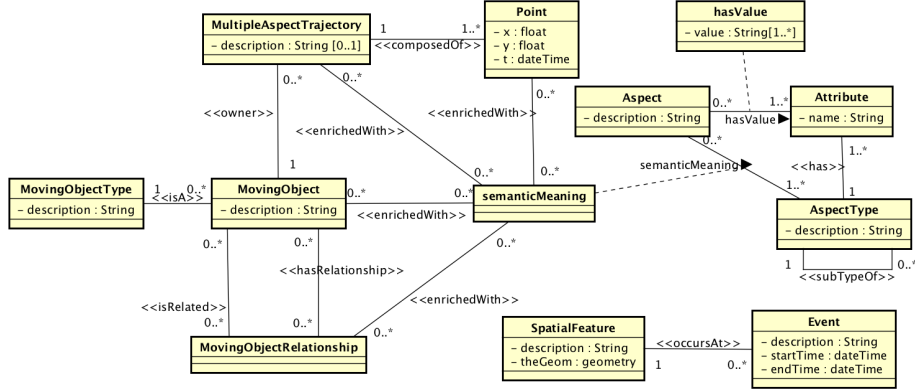 MultipleAspectTrajectory
– description : String [0..1]
1
1..*
<<composedOf>>
Point
– x : float
– y : float
– t : dateTime
hasValue
– value : String[1..*]
0..*
0..*
0..*
<<owner>>
<<enrichedWith>>
<<enrichedWith>>
Aspect
– description : String
0..*
1..*
hasValue
Attribute
– name : String
0..*
semanticMeaning
1..*
<<has>>
1
1..*
1
0..*
0..*
MovingObjectType
– description : String
1
0..*
<<isA>>
MovingObject
– description : String
0..*
0..*
<<enrichedWith>>
semanticMeaning
AspectType
– description : String
1
0..*
<<subTypeOf>>
0..*
0..*
0..*
<<hasRelationship>>
<<isRelated>>
<<enrichedWith>>
0..*
0..*
0..*
MovingObjectRelationship
SpatialFeature
– description : String
– theGeom : geometry
<<occursAt>>
1
0..*
Event
– description : String
– startTime : dateTime
– endTime : dateTime